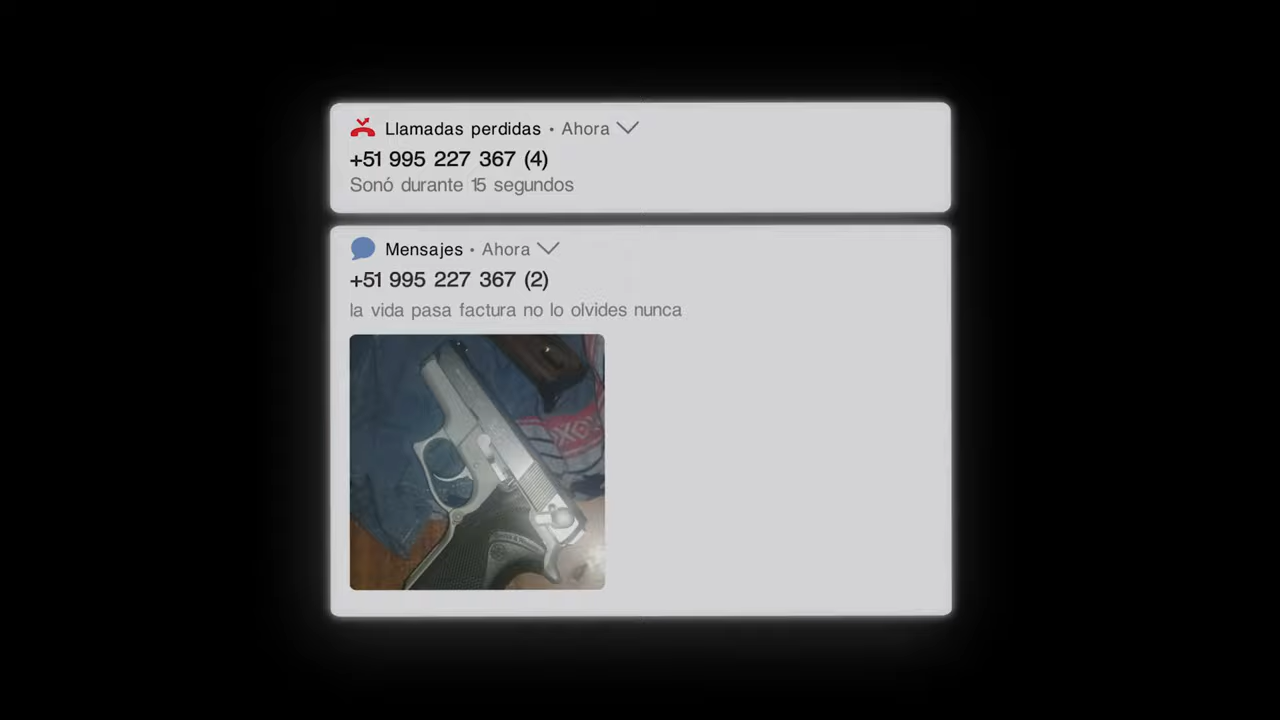 Llamadas perdidas • Ahora
+51 995 227 367 (4)
Sonó durante 15 segundos
Mensajes • Ahora
+51 995 227 367 (2)
la vida pasa factura no lo olvides nunca